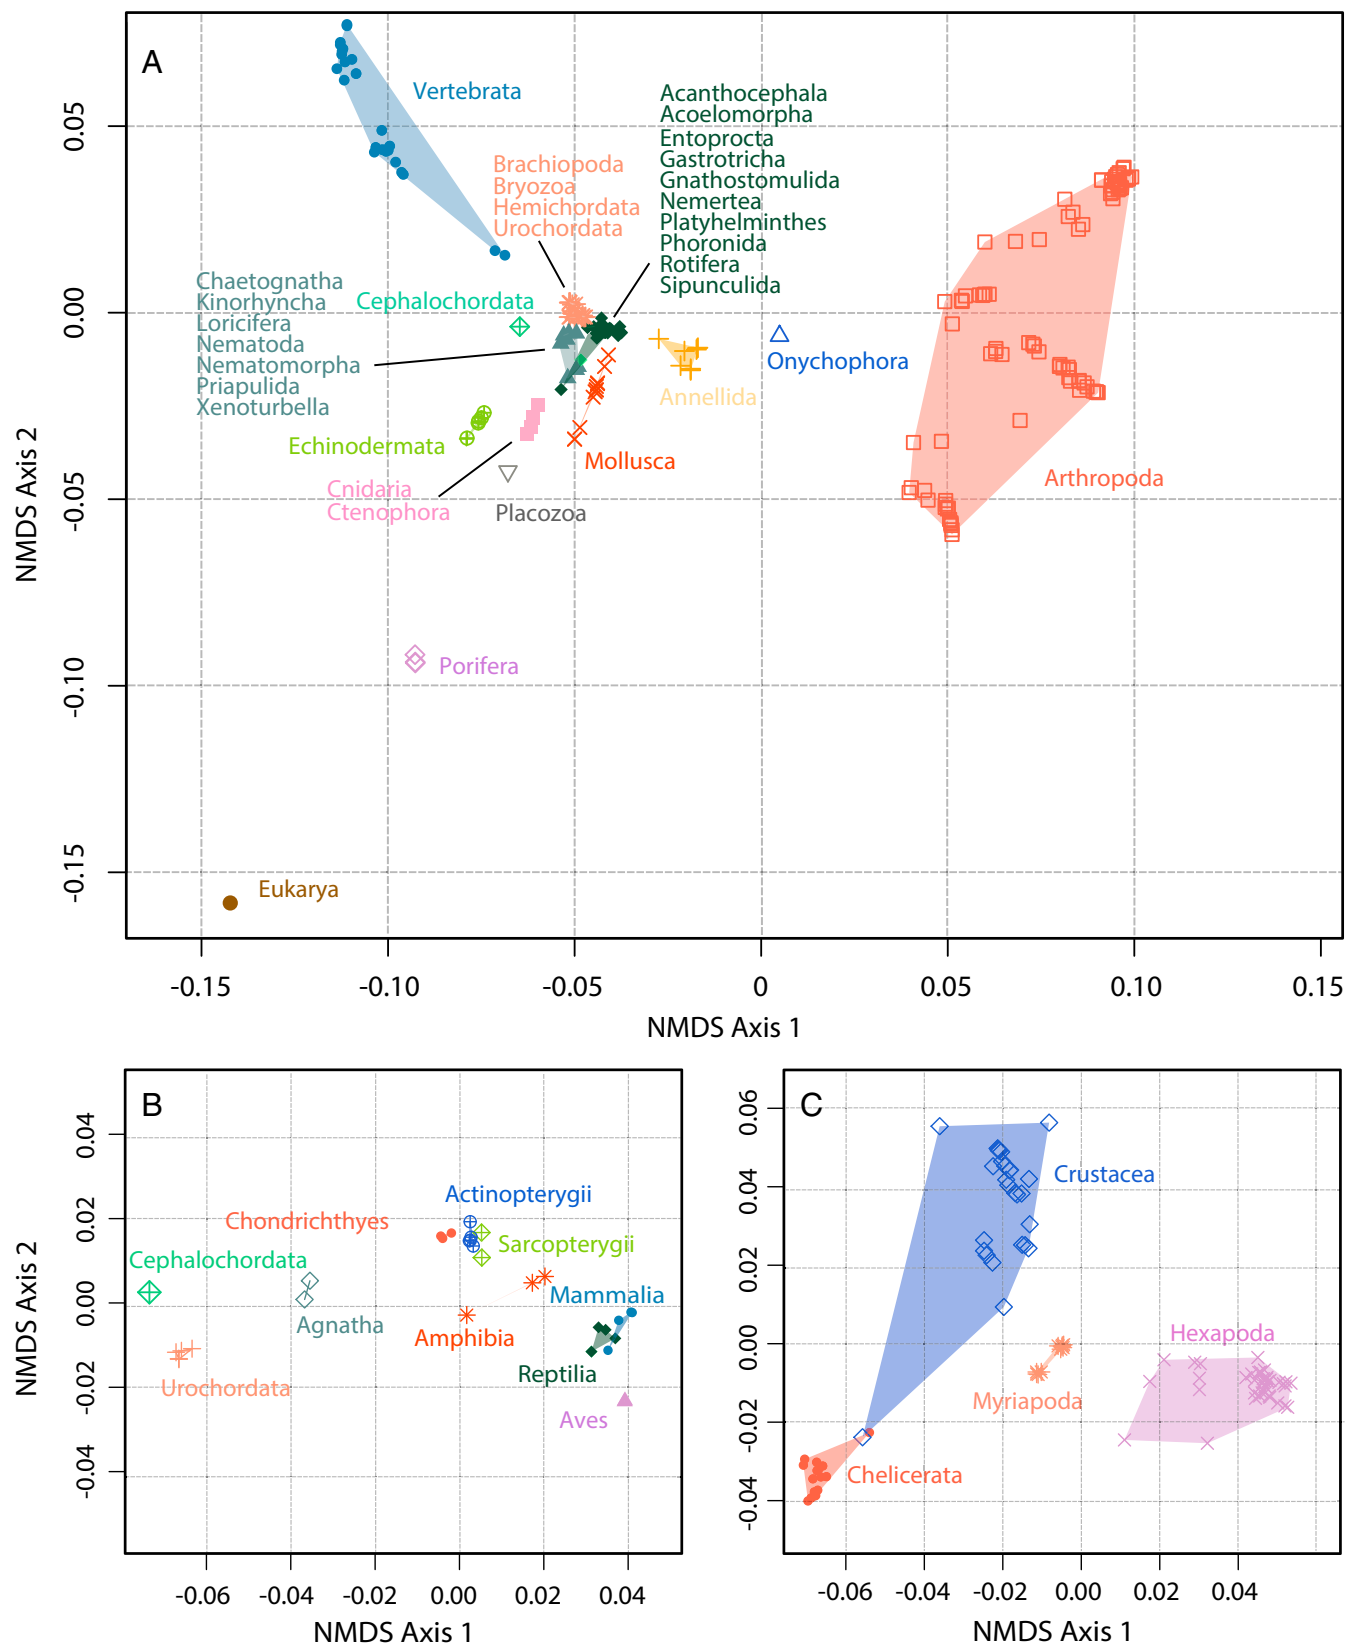 A
Vertebrata
Acanthocephala
Acoelomorpha
Entoprocta
Gastrotricha
Gnathostomulida
Nemertea
Platyhelminthes
Phoronida
Rotifera
Sipunculida
Brachiopoda
Bryozoa
Hemichordata
Urochordata
Chaetognatha
Kinorhyncha
Loricifera
Nematoda
Nematomorpha
Priapulida
Xenoturbella
Cephalochordata
Onychophora
Annellida
Echinodermata
Mollusca
Arthropoda
Cnidaria
Ctenophora
Placozoa
Porifera
Eukarya
0.05
0.00
-0.05
-0.10
-0.15
NMDS Axis 2
-0.15
-0.10
-0.05
0
0.05
0.10
0.15
NMDS Axis 1
B
Actinopterygii
Chondrichthyes
Sarcopterygii
Cephalochordata
Mammalia
Agnatha
Amphibia
Reptilia
Urochordata
Aves
0.04
0.02
0.00
-0.02
-0.04
NMDS Axis 2
-0.06
-0.04
-0.02
0.00
0.02
0.04
NMDS Axis 1
C
Crustacea
Hexapoda
Myriapoda
Chelicerata
0.06
0.04
0.02
0.00
-0.02
-0.04
-0.06
-0.04
-0.02
0.00
0.02
0.04
NMDS Axis 1